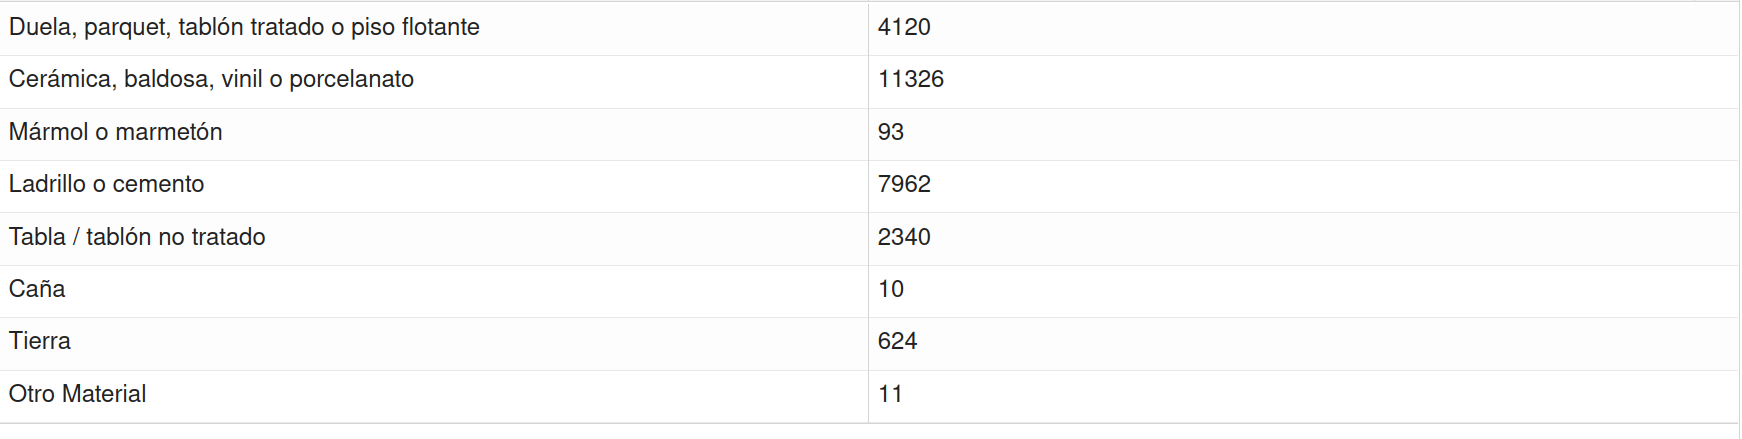 Duela, parquet, tablón tratado o piso flotante 4120
Cerámica, baldosa, vinil o porcelanato 11326
Mármol o marmetón 93
Ladrillo o cemento 7962
Tabla / tablón no tratado 2340
Caña 10
Tierra 624
Otro Material 11